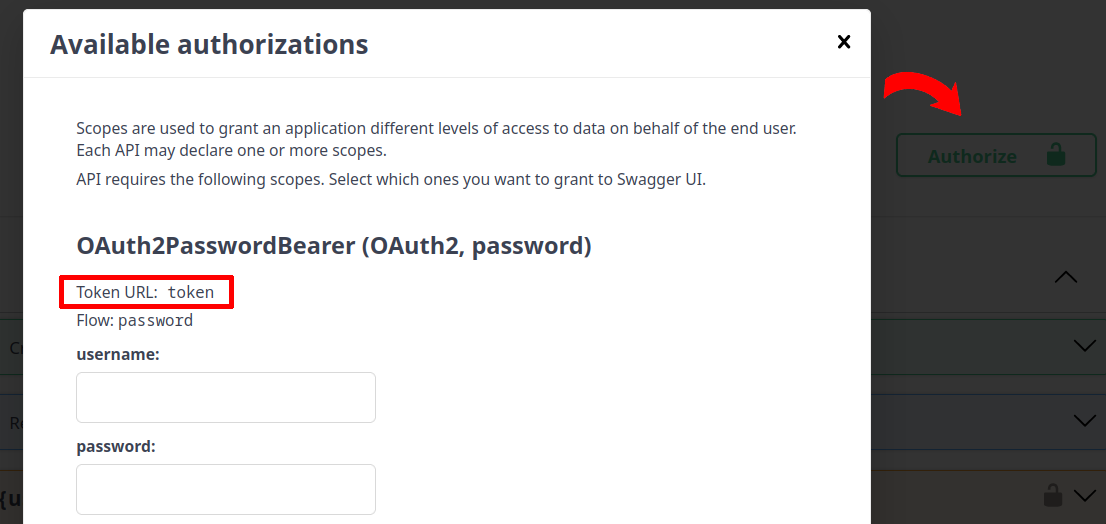 Available authorizations
Scopes are used to grant an application different levels of access to data on behalf of the end user.
Each API may declare one or more scopes.
API requires the following scopes. Select which ones you want to grant to Swagger UI.
Authorize
OAuth2PasswordBearer (OAuth2, password)
Token URL: token
Flow: password
username:
password:
{u